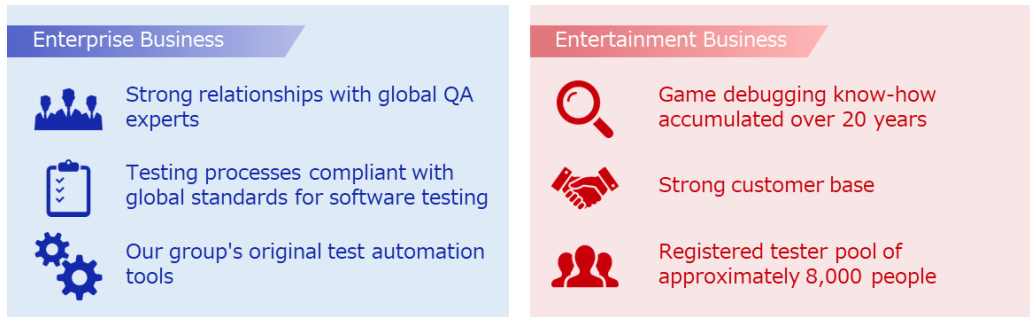 Enterprise Business
Strong relationships with global QA
experts
Testing processes compliant with
global standards for software testing
Our group's original test automation
tools
Entertainment Business
Game debugging know-how
accumulated over 20 years
Strong customer base
Registered tester pool of
approximately 8,000 people